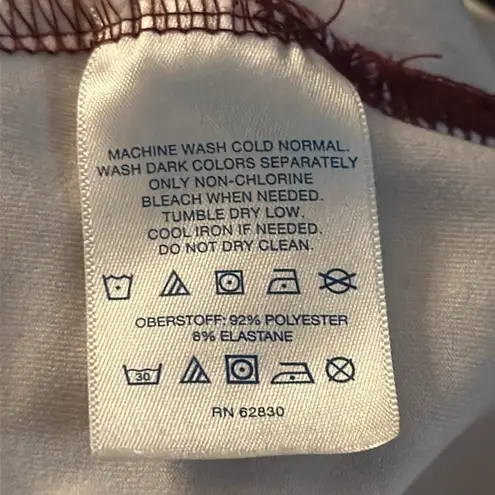 MACHINE WASH COLD NORMAL.
WASH DARK COLORS SEPARATELY
ONLY NON-CHLORINE
BLEACH WHEN NEEDED.
TUMBLE DRY LOW.
COOL IRON IF NEEDED.
DO NOT DRY CLEAN.
OBERSTOFF: 92% POLYESTER
8% ELASTANE
30
RN 62830